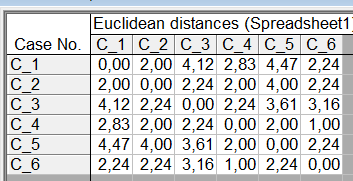 Euclidean distances (Spreadsheet1)
Case No. C_1 C_2 C_3 C_4 C_5 C_6
C_1 0,00 2,00 4,12 2,83 4,47 2,24
C_2 2,00 0,00 2,24 2,00 4,00 2,24
C_3 4,12 2,24 0,00 2,24 3,61 3,16
C_4 2,83 2,00 2,24 0,00 2,00 1,00
C_5 4,47 4,00 3,61 2,00 0,00 2,24
C_6 2,24 2,24 3,16 1,00 2,24 0,00